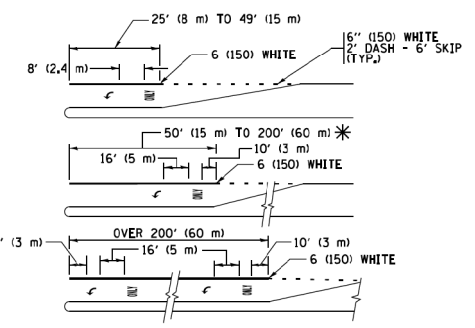 25' (8 m) TO 49' (15 m)
6'' (150) WHITE
2' DASH - 6' SKIP
(TYP.)
6 (150) WHITE
8' (2.4 m)
ONLY
50' (15 m) TO 200' (60 m) *
16' (5 m)
10' (3 m)
6 (150) WHITE
ONLY
OVER 200' (60 m)
' (3 m)
16' (5 m)
10' (3 m)
6 (150) WHITE
ONLY
ONLY